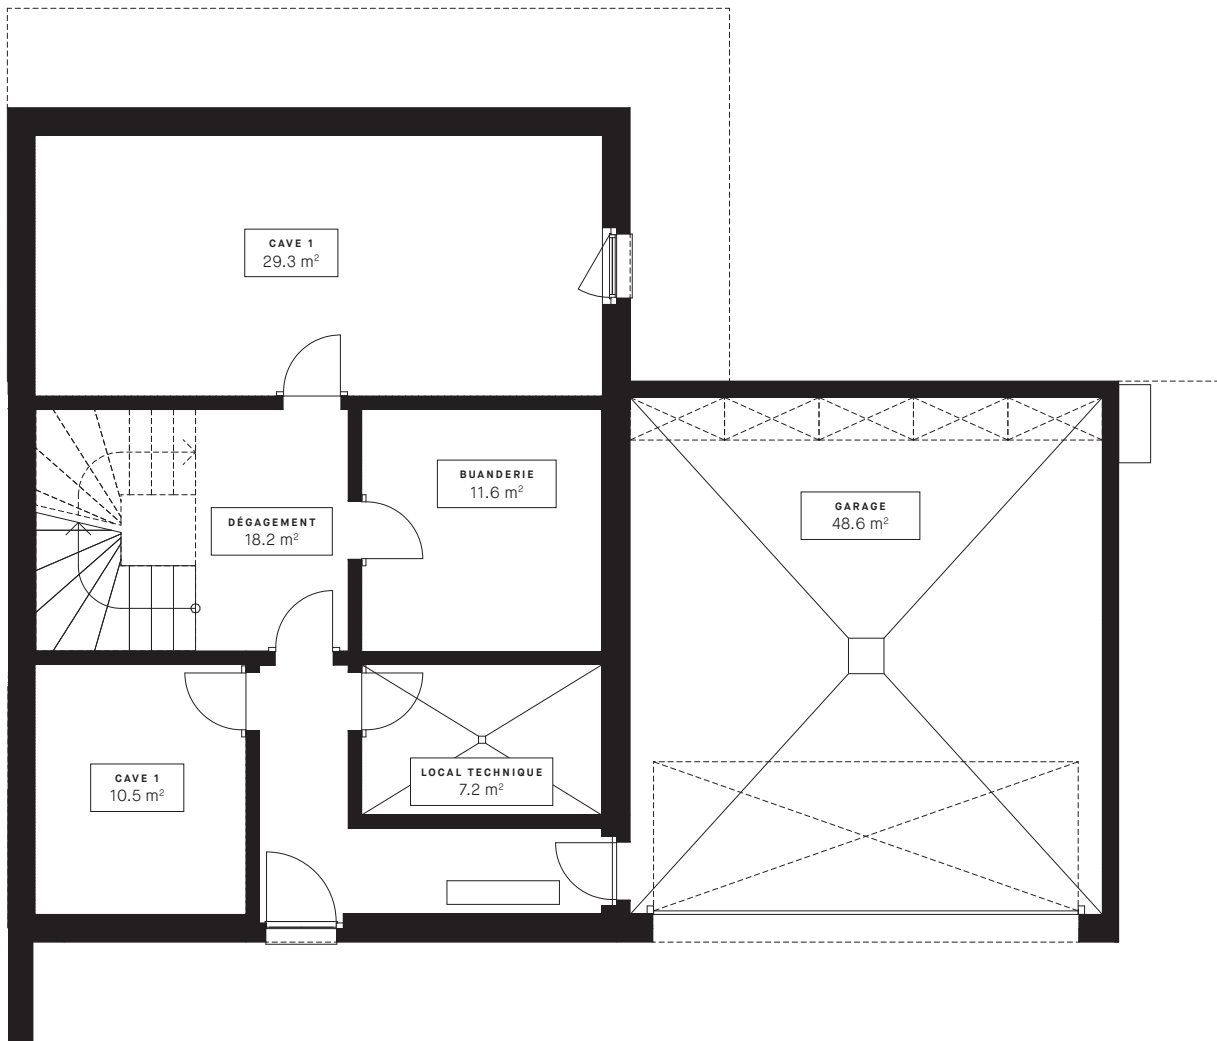 CAVE 1
29.3 m²
BUANDERIE
11.6 m²
GARAGE
48.6 m²
DÉGAGEMENT
18.2 m²
LOCAL TECHNIQUE
7.2 m²
CAVE 1
10.5 m²